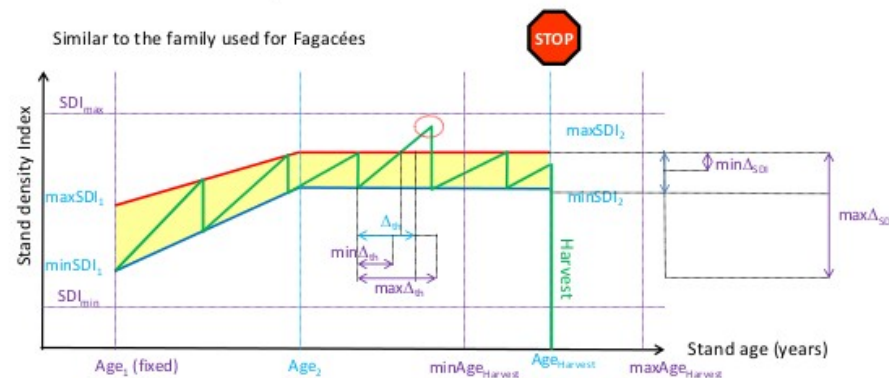 Similar to the family used for Fagacées
STOP
Stand density Index
SDImax
maxSDI2
minΔSDI
maxSDI1
minSDI2
Δth
maxΔSD
minΔth
minSDI1
maxΔth
Harvest
SDImin
Stand age (years)
Age1 (fixed)
Age2
minAgeHarvest
AgeHarvest
maxAgeHarvest